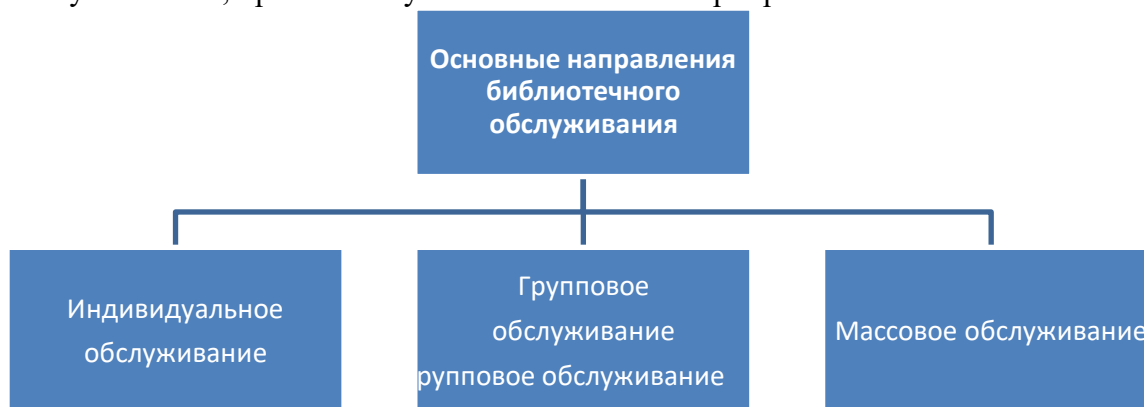 Основные направления
библиотечного
обслуживания
Индивидуальное
обслуживание
Групповое
обслуживание
рупповое обслуживание
Массовое обслуживание